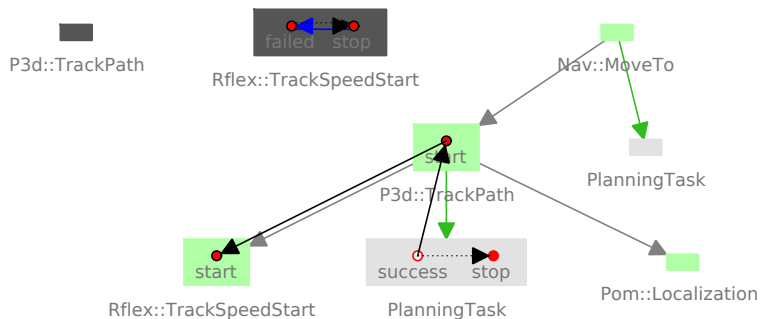 failed stop
P3d::TrackPath
Rflex::TrackSpeedStart
Nav::MoveTo
start
P3d::TrackPath
PlanningTask
start
success stop
Rflex::TrackSpeedStart
PlanningTask
Pom::Localization